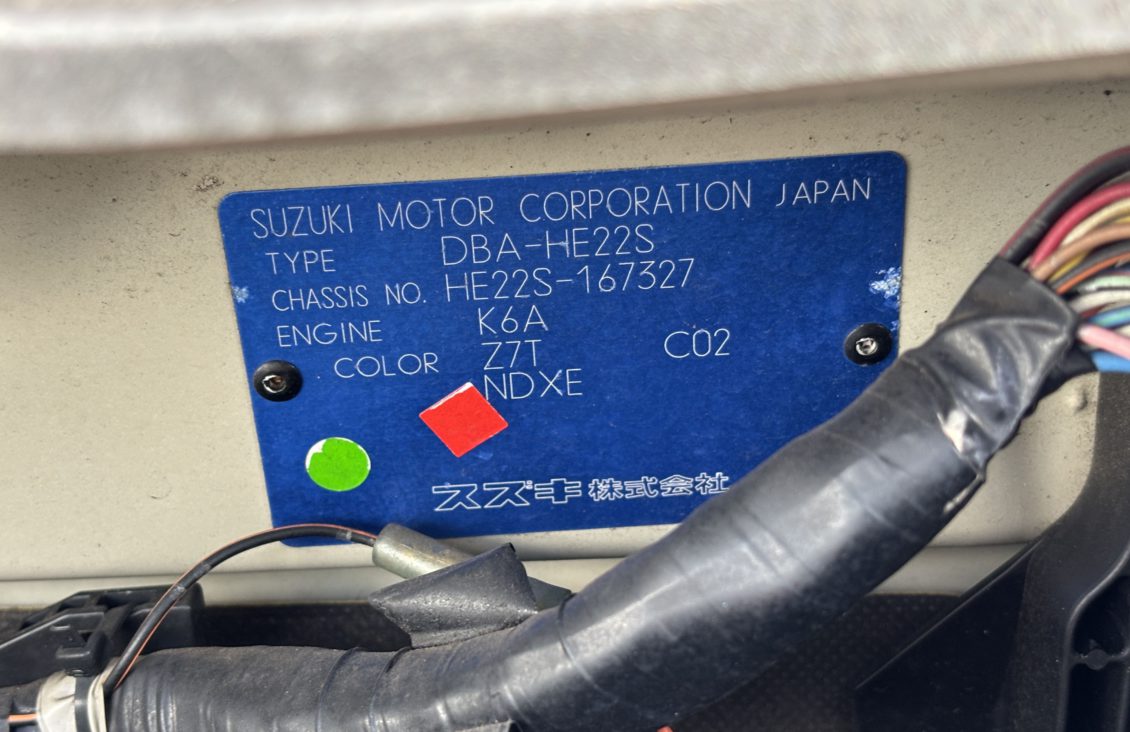 SUZUKI MOTOR CORPORATION JAPAN
TYPE DBA-HE22S
CHASSIS NO. HE22S-167327
ENGINE K6A
COLOR Z7T C02
NDXE
スズキ株式会社